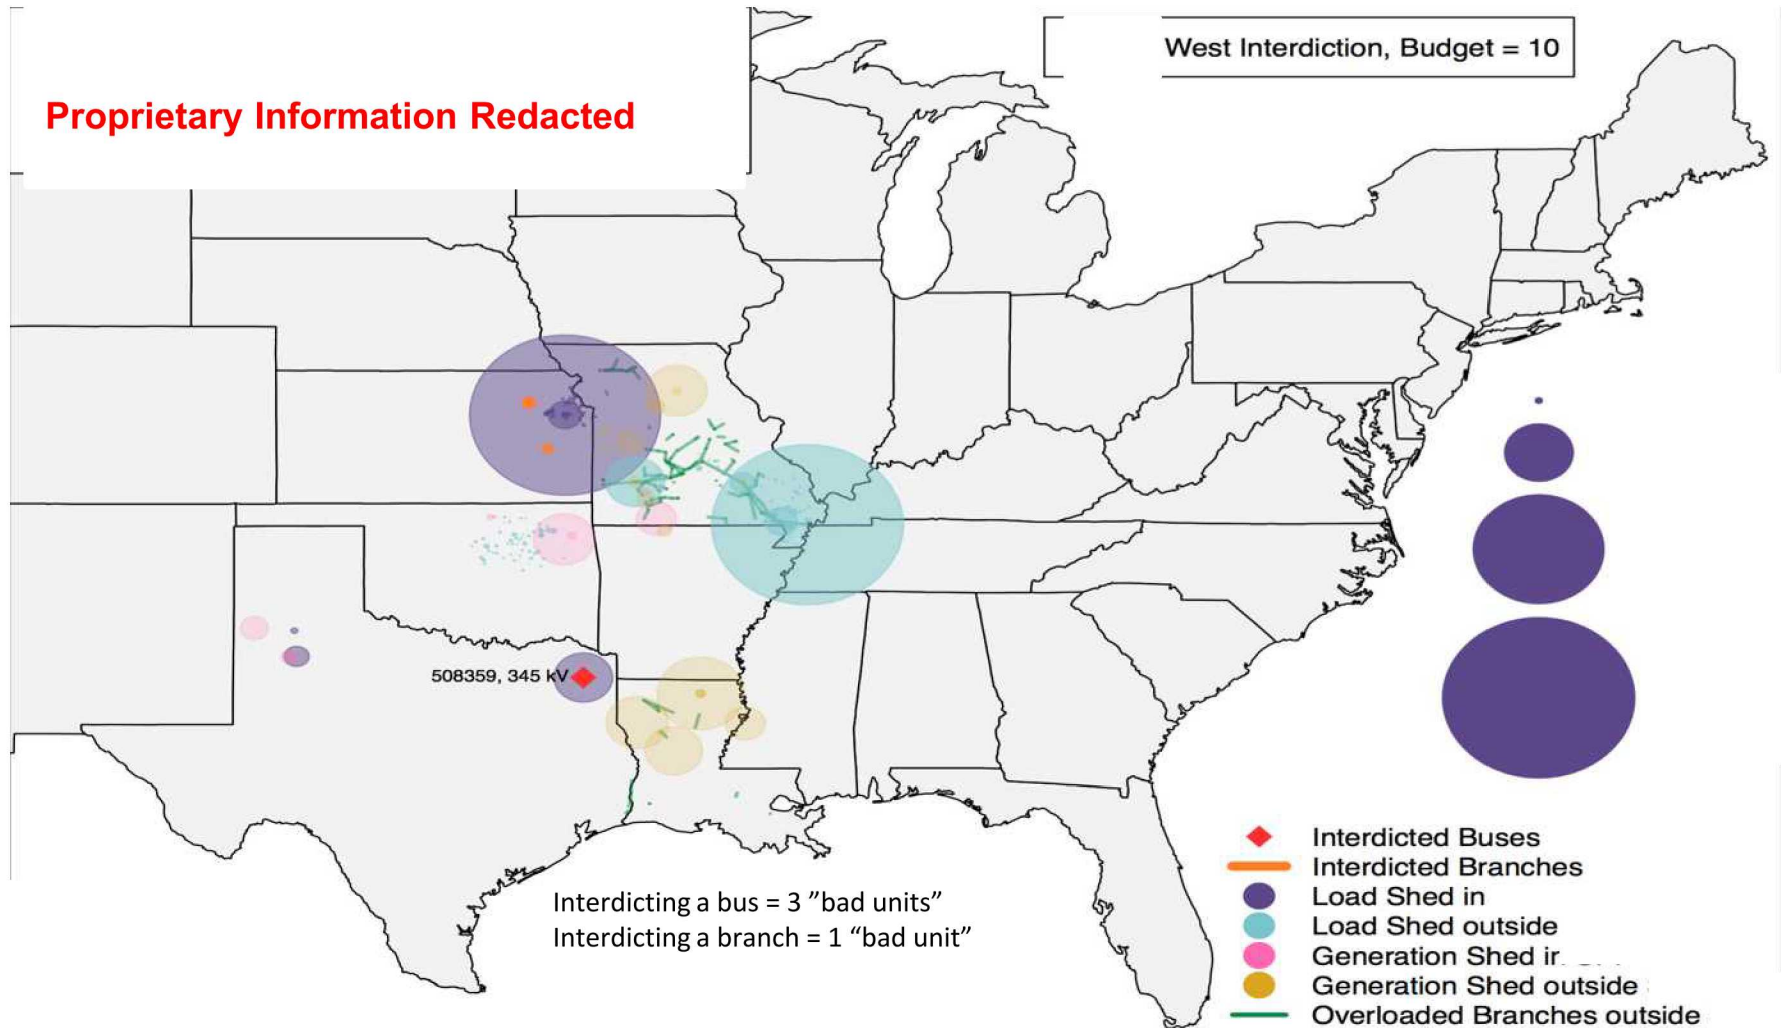 West Interdiction, Budget = 10
Proprietary Information Redacted
508359, 345 kV
Interdicting a bus = 3 ”bad units”
Interdicting a branch = 1 “bad unit”
Interdicted Buses
Interdicted Branches
Load Shed in
Load Shed outside
Generation Shed in
Generation Shed outside
Overloaded Branches outside